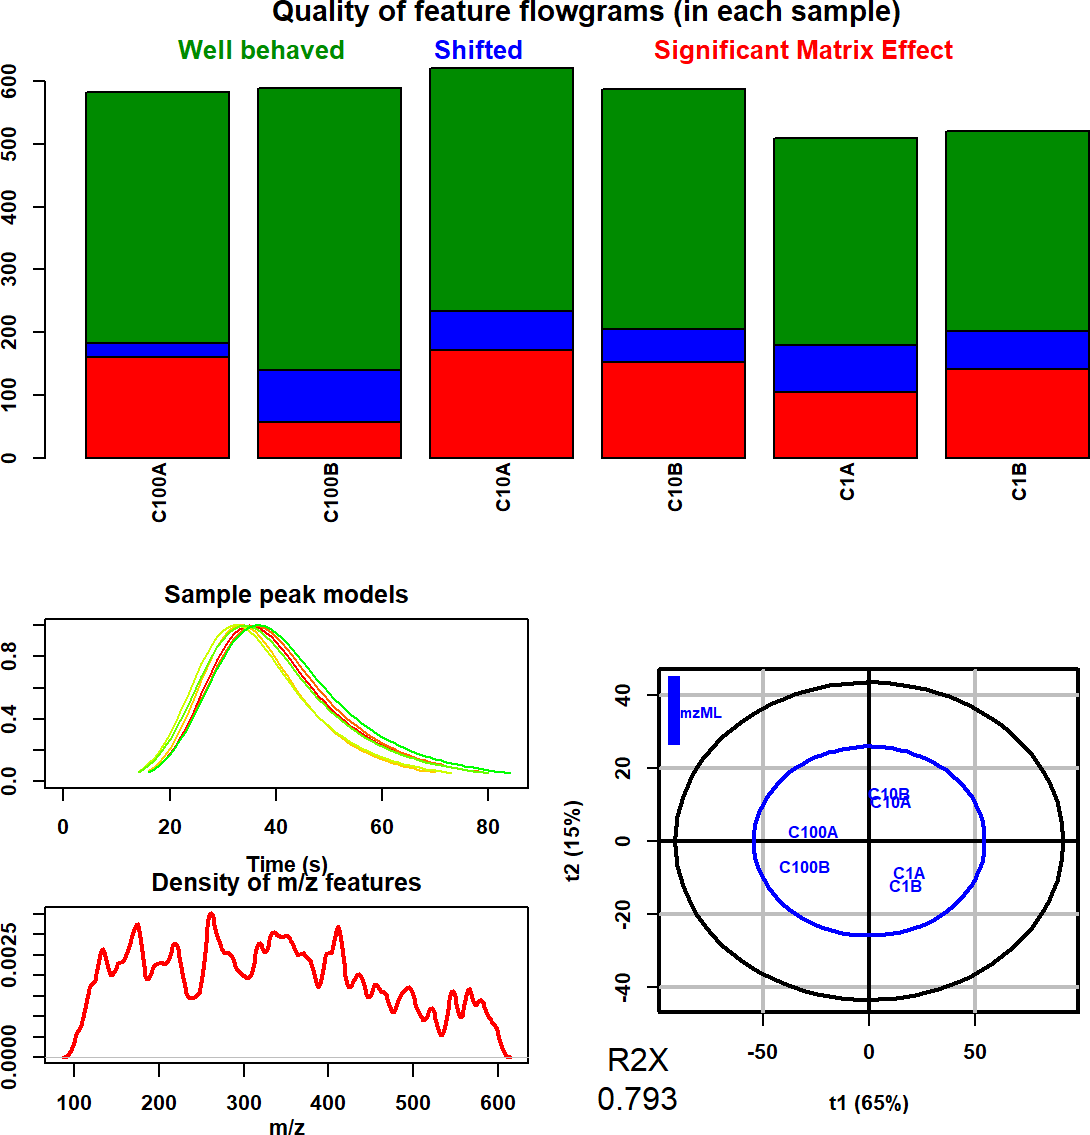 Quality of feature flowgrams (in each sample)
Well behaved Shifted Significant Matrix Effect
600
500
400
300
200
100
0
C100A C100B C10A C10B C1A C1B
Sample peak models
0.8
0.4
0.0
0 20 40 60 80
Time (s)
Density of m/z features
0.0025
0.0000
100 200 300 400 500 600
m/z
mzML
40
20
0
-20
-40
t2 (15%)
C10B
C10A
C100A
C100B
C1A
C1B
-50 0 50
R2X
0.793
t1 (65%)